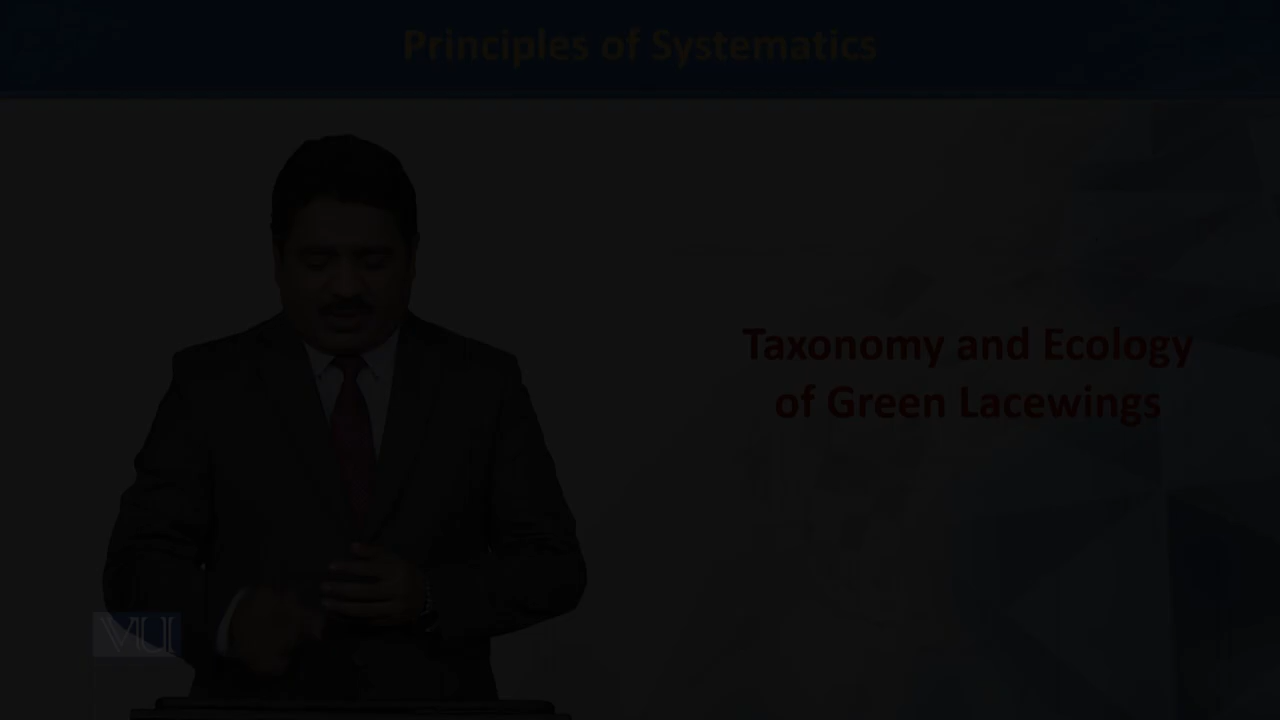 Principles of Systematics
Taxonomy and Ecology
of Green Lacewings
VU